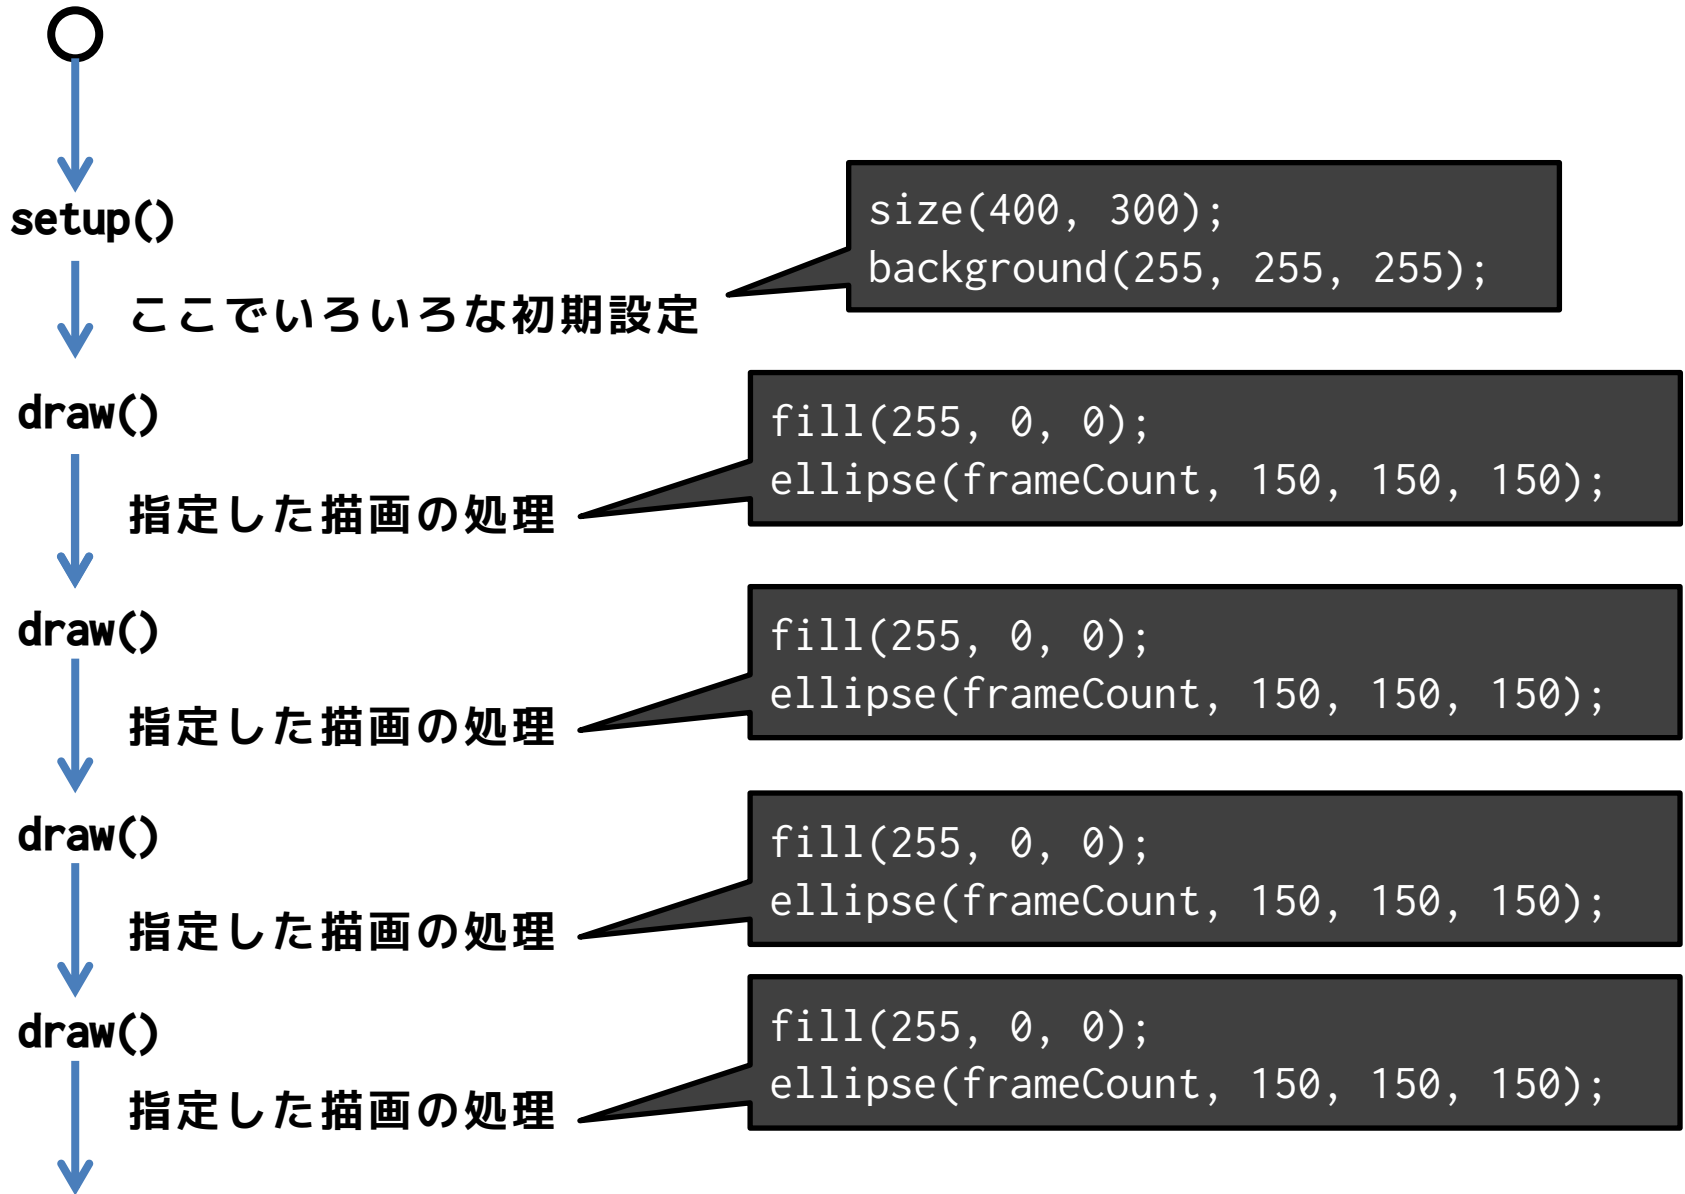 setup()
size(400, 300);
background(255, 255, 255);
ここでいろいろな初期設定
draw()
fill(255, 0, 0);
ellipse(frameCount, 150, 150, 150);
指定した描画の処理
draw()
fill(255, 0, 0);
ellipse(frameCount, 150, 150, 150);
指定した描画の処理
draw()
fill(255, 0, 0);
ellipse(frameCount, 150, 150, 150);
指定した描画の処理
draw()
fill(255, 0, 0);
ellipse(frameCount, 150, 150, 150);
指定した描画の処理